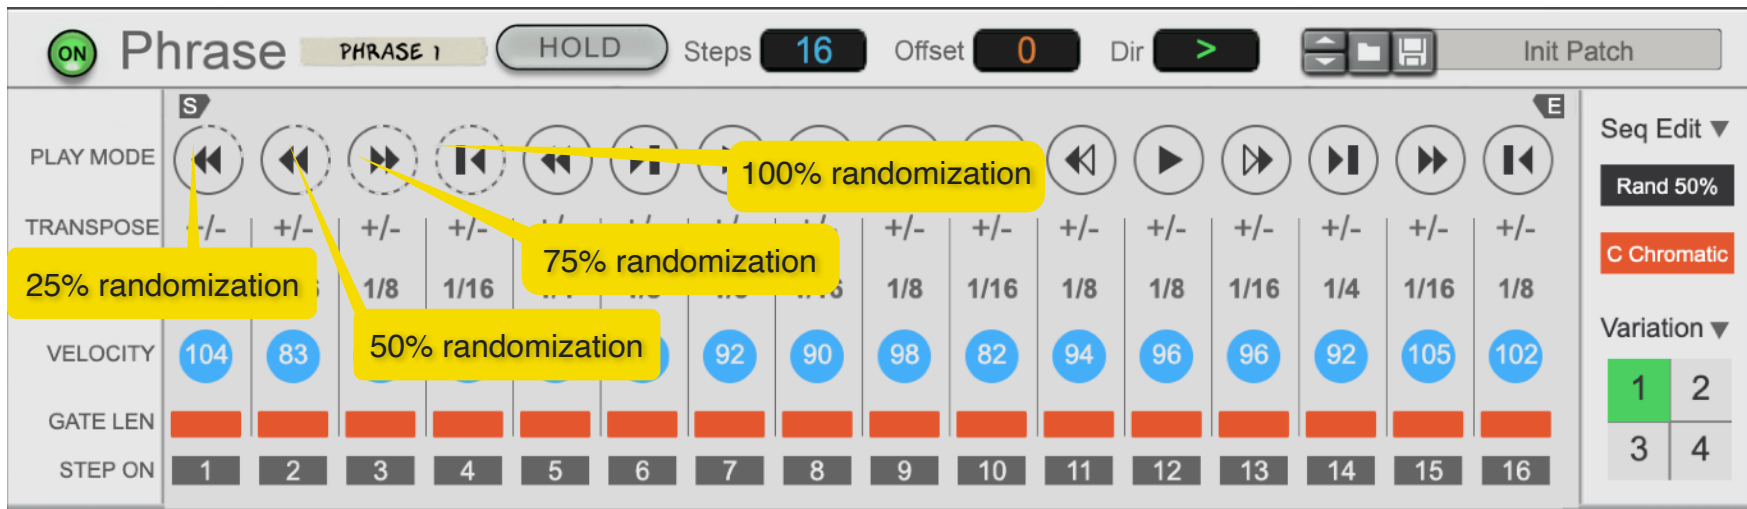 ON Phrase PHRASE 1 HOLD Steps 16 Offset 0 Dir > Init Patch
S E
PLAY MODE
100% randomization
TRANSPOSE +/- +/- +/- +/- +/- +/- +/- +/- +/- +/- +/- +/-
75% randomization
25% randomization
1/8 1/16 1/8 1/16 1/8 1/8 1/16 1/4 1/16 1/8
50% randomization
VELOCITY 104 83 92 90 98 82 94 96 96 92 105 102
GATE LEN
STEP ON 1 2 3 4 5 6 7 8 9 10 11 12 13 14 15 16
Seq Edit ▼
Rand 50%
C Chromatic
Variation ▼
1 2
3 4